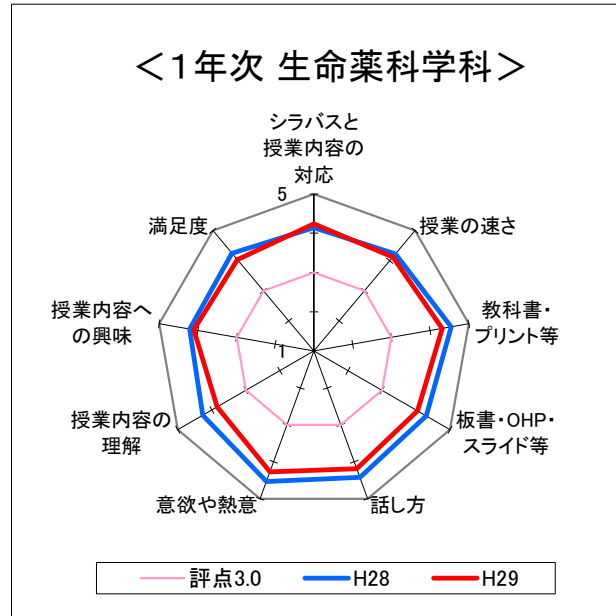 ＜１年次 生命薬科学科＞
シラバスと
授業内容の
対応
5
満足度
授業の速さ
授業内容へ
の興味
教科書・
プリント等
1
授業内容の
理解
板書・OHP・
スライド等
意欲や熱意
話し方
評点3.0
H28
H29